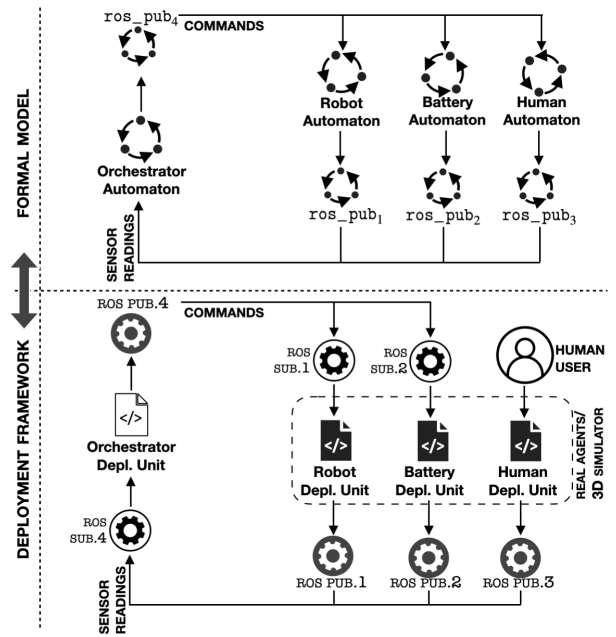 FORMAL MODEL
ros_pub4
COMMANDS
Robot
Automaton
Battery
Automaton
Human
Automaton
Orchestrator
Automaton
ros_pub1
ros_pub2
ros_pub3
SENSOR
READINGS
DEPLOYMENT FRAMEWORK
ROS PUB.4
COMMANDS
ROS
SUB.1
ROS
SUB.2
HUMAN
USER
</>
</>
</>
</>
Orchestrator
Depl. Unit
Robot
Depl. Unit
Battery
Depl. Unit
Human
Depl. Unit
REAL AGENTS/
3D SIMULATOR
ROS
SUB.4
ROS PUB.1
ROS PUB.2
ROS PUB.3
SENSOR
READINGS